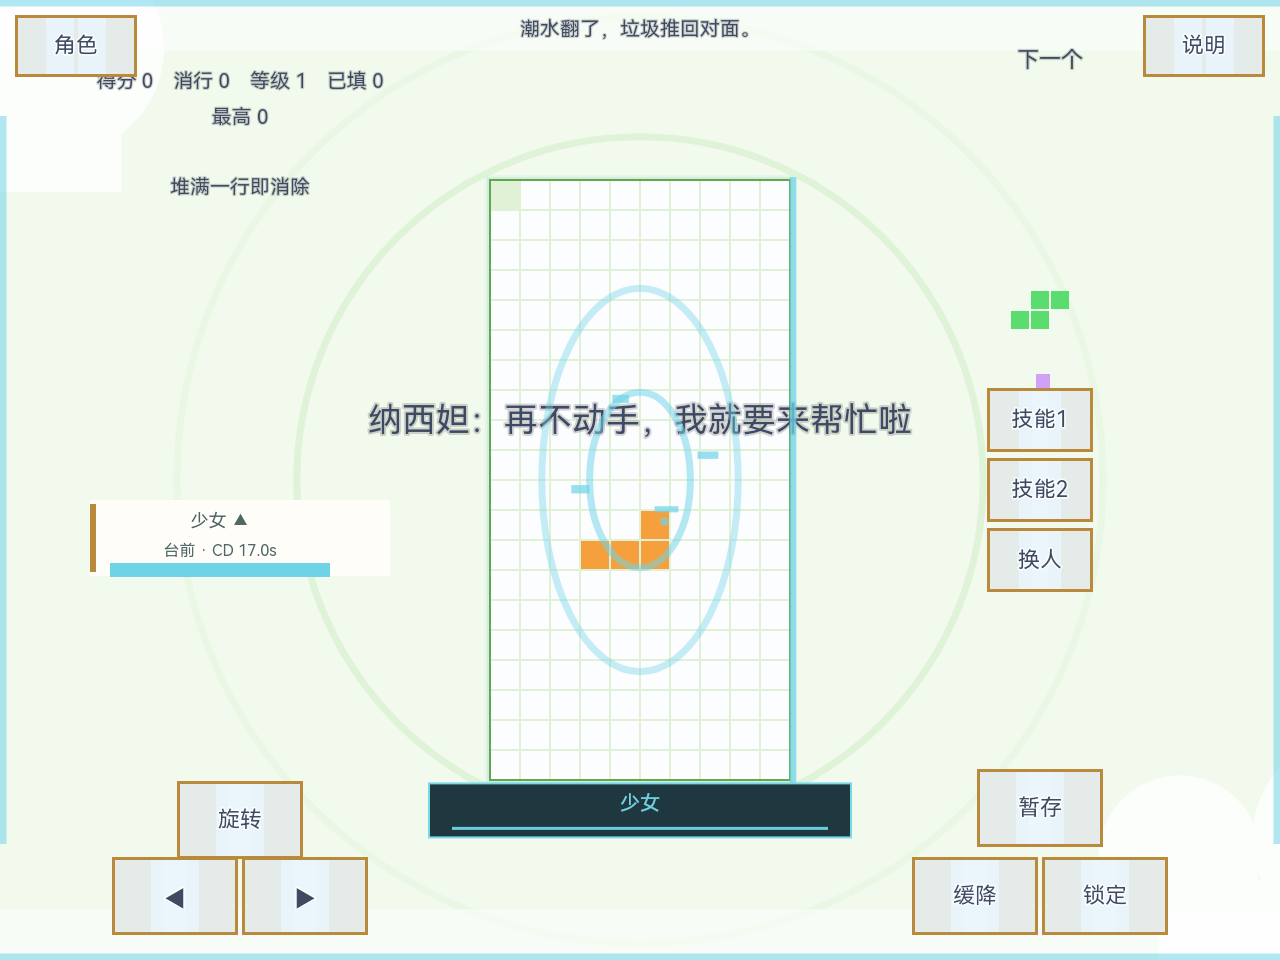 潮水翻了，垃圾推回对面。
角色
说明
下一个
得分 0 消行 0 等级 1 已填 0
最高 0
堆满一行即消除
纳西妲：再不动手，我就要来帮忙啦
技能1
技能2
换人
少女 ▲
台前 · CD 17.0s
少女
旋转
暂存
◀
▶
缓降
锁定